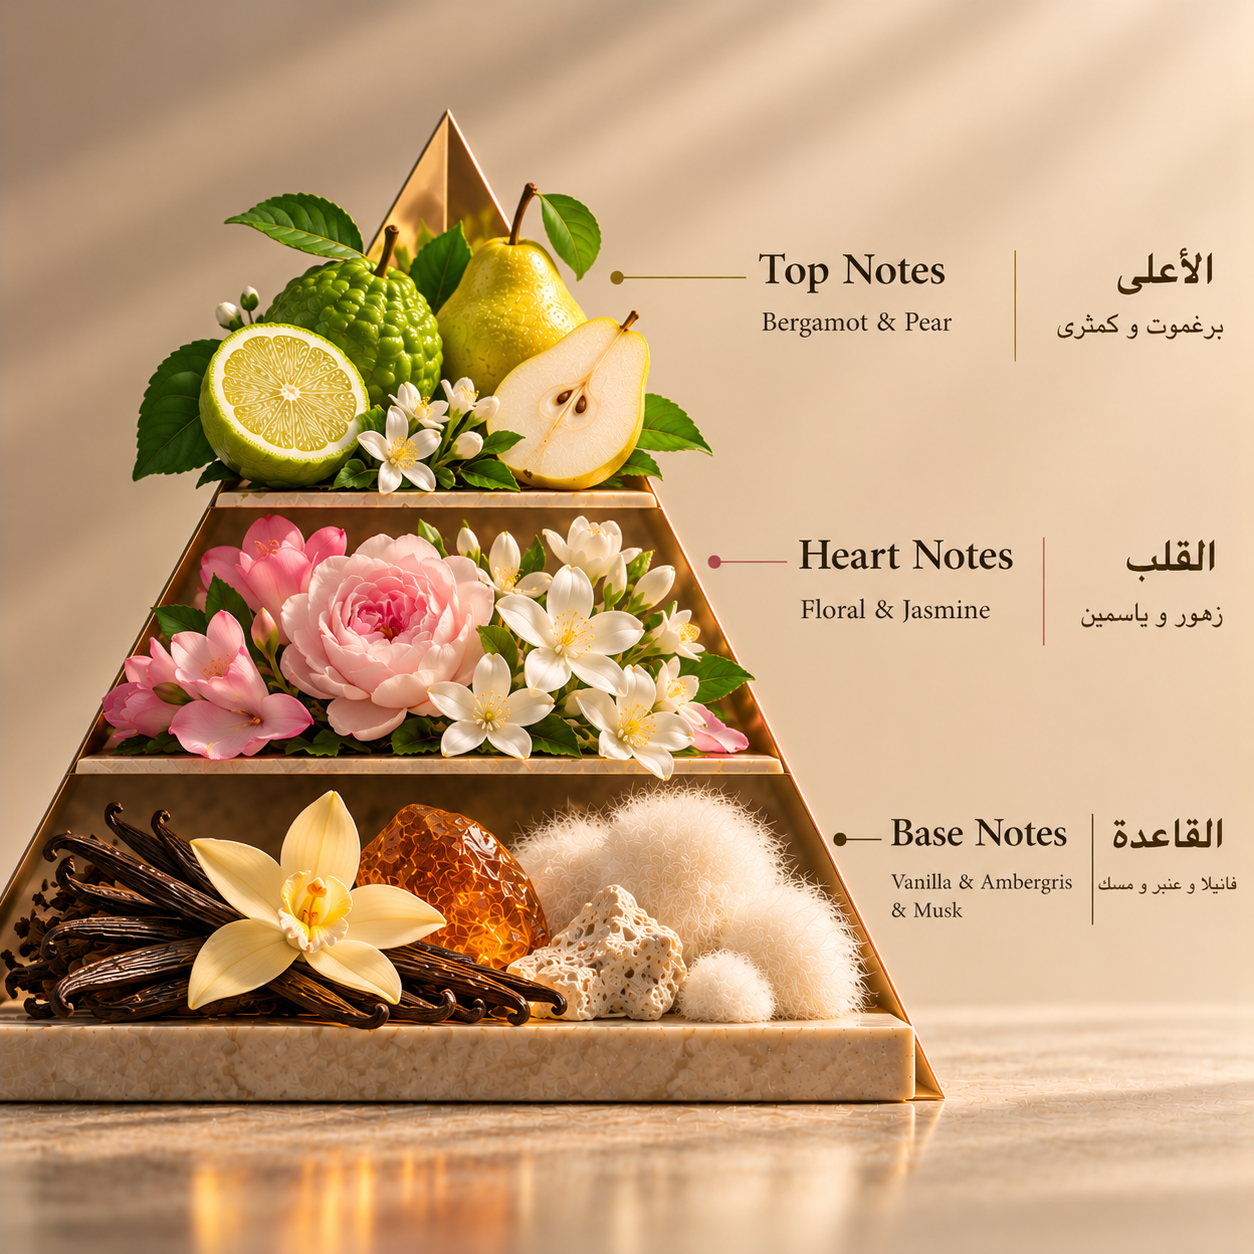 Top Notes
Bergamot & Pear
الأعلى
برغموت و كمثرى
Heart Notes
Floral & Jasmine
القلب
زهور و ياسمين
Base Notes
Vanilla & Ambergris
& Musk
القاعدة
فانيلا و عنبر و مسك